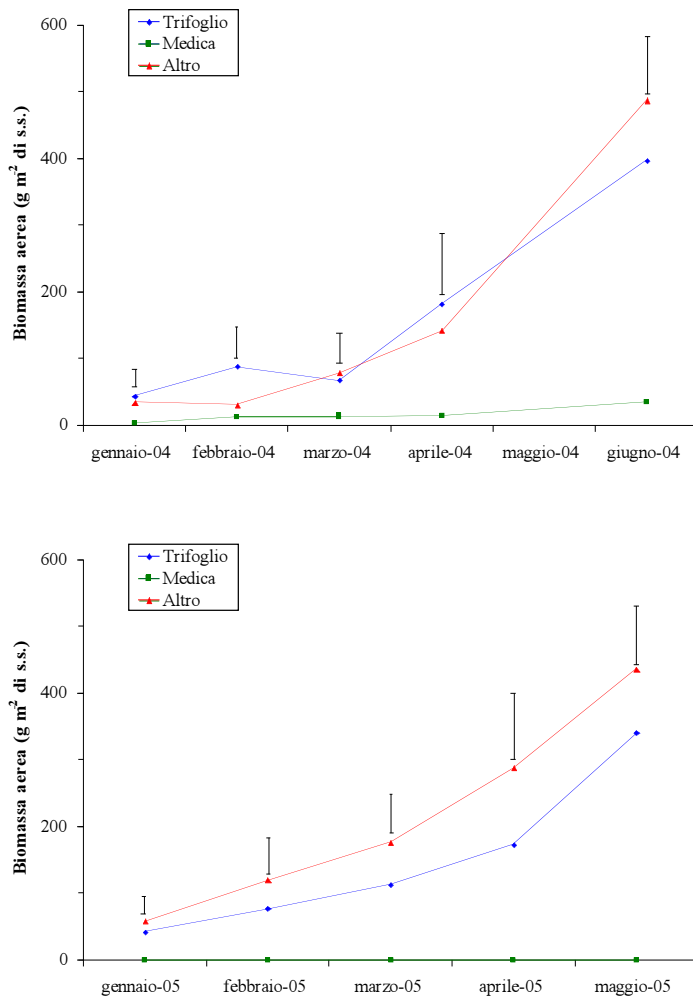 600
400
200
0
Biomassa aerea (g m-2 di s.s.)
Trifoglio
Medica
Altro
gennaio-04 febbraio-04 marzo-04 aprile-04 maggio-04 giugno-04
600
400
200
0
Biomassa aerea (g m-2 di s.s.)
Trifoglio
Medica
Altro
gennaio-05 febbraio-05 marzo-05 aprile-05 maggio-05